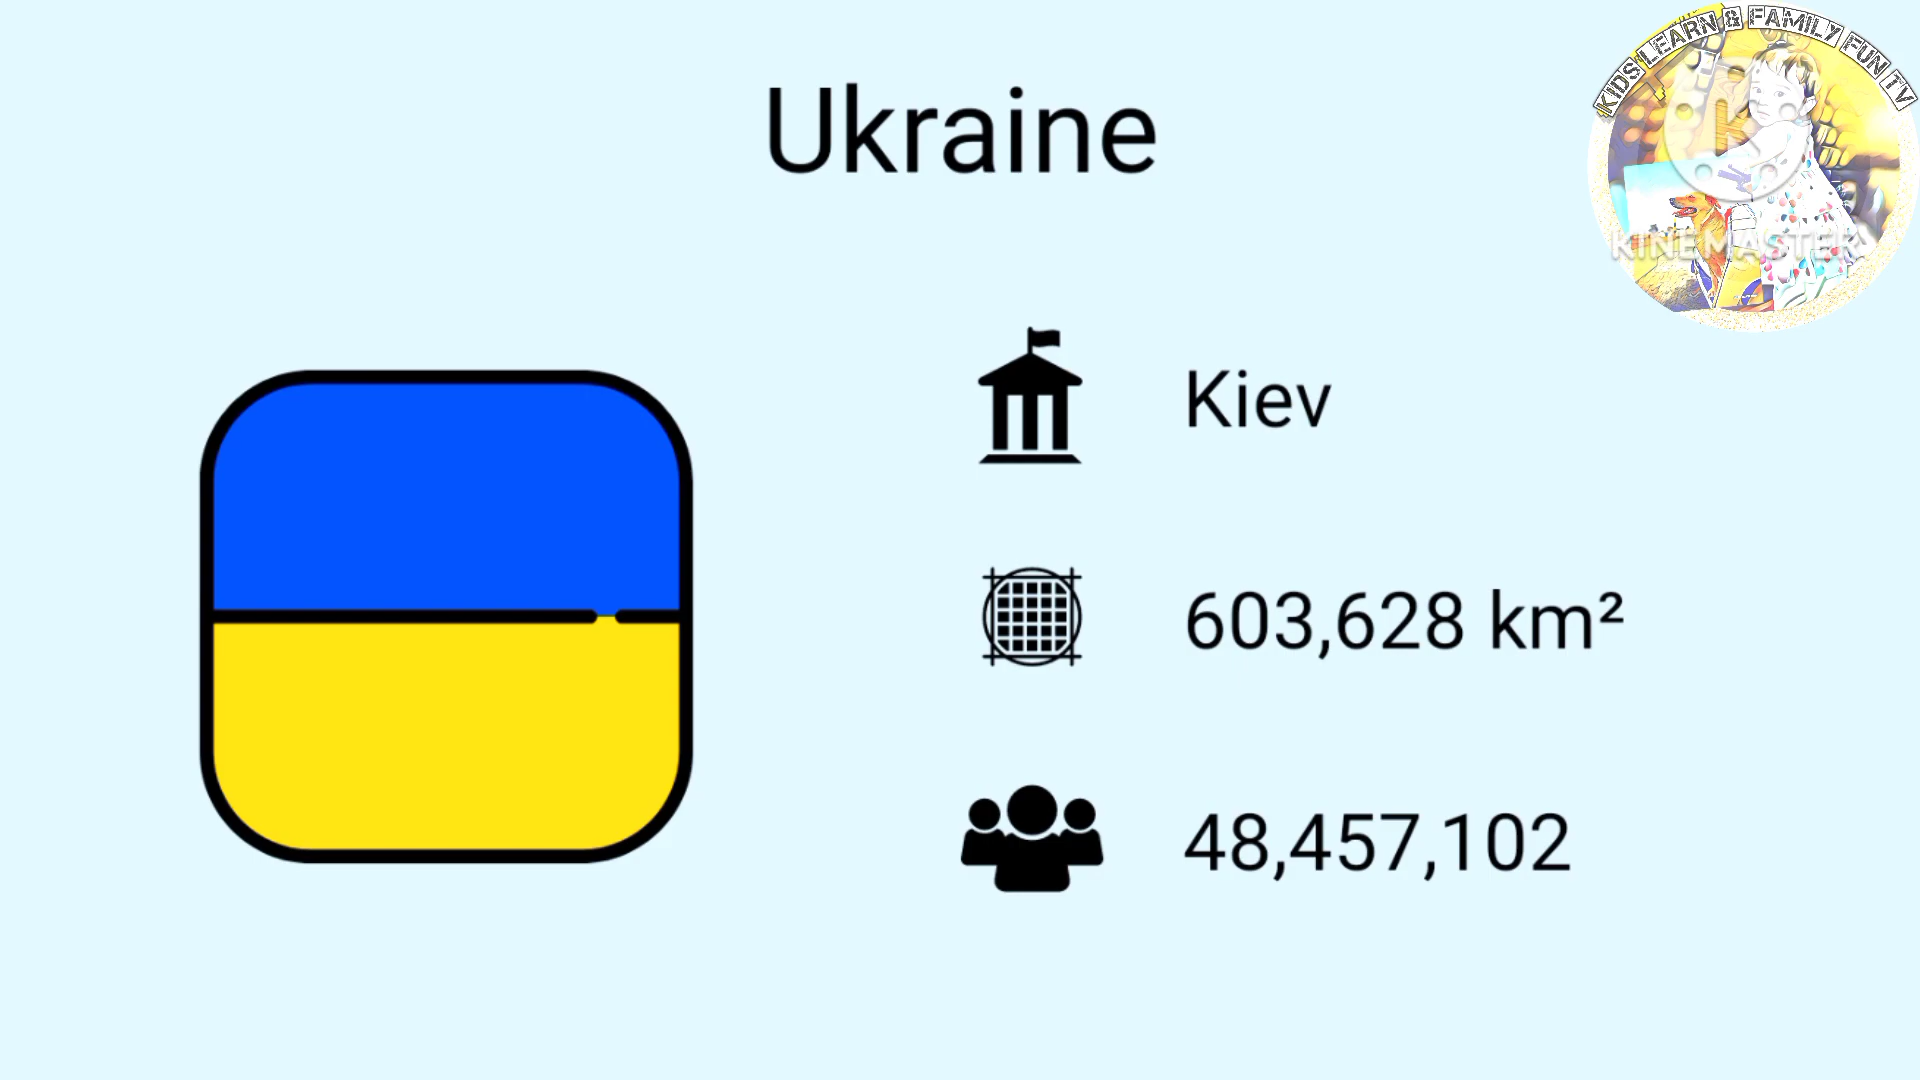 KIDS LEARN & FAMILY FUN TV
Ukraine
K
KINEMASTER
Kiev
603,628 km²
48,457,102